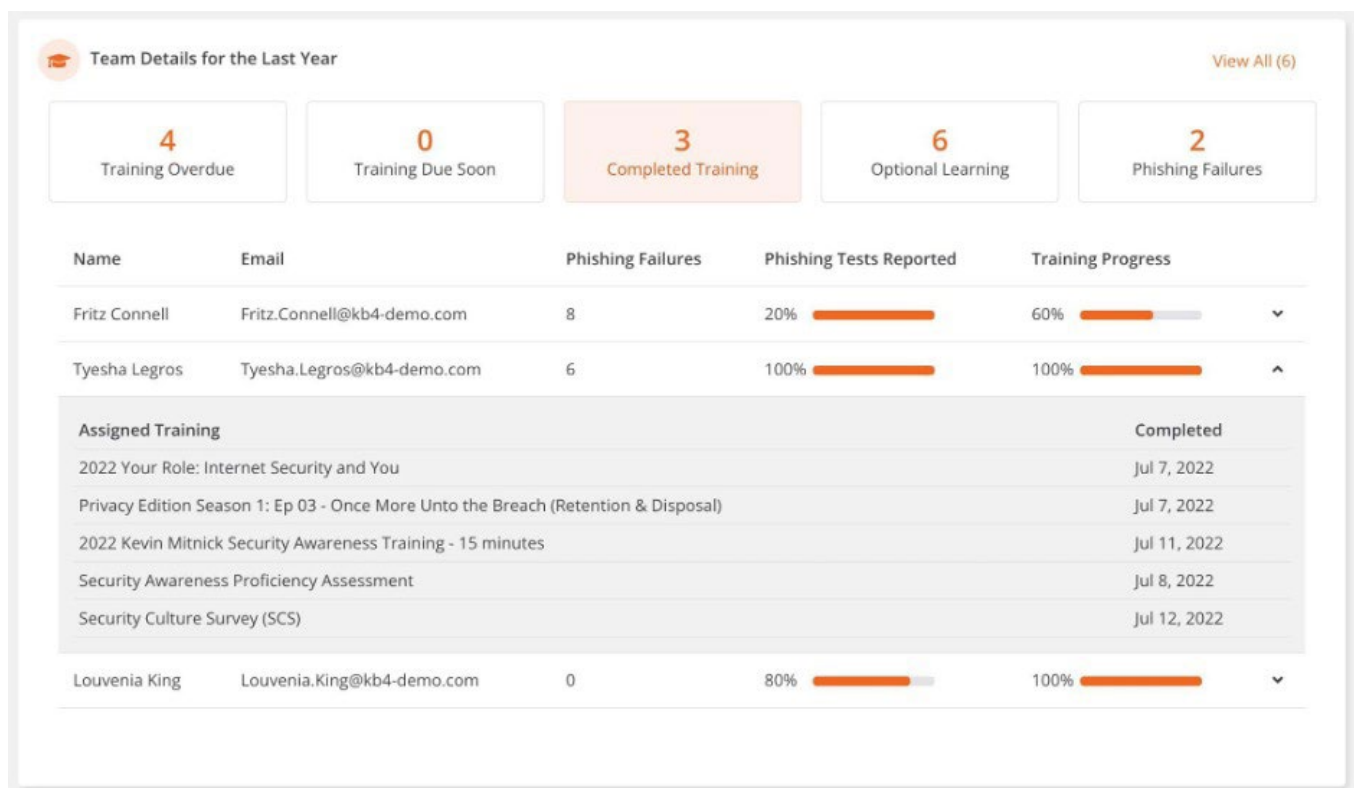 Team Details for the Last Year View All (6)
4 0 3 6 2
Training Overdue Training Due Soon Completed Training Optional Learning Phishing Failures
Name Email Phishing Failures Phishing Tests Reported Training Progress
Fritz Connell Fritz.Connell@kb4-demo.com 8 20% 60%
Tyesha Legros Tyesha.Legros@kb4-demo.com 6 100% 100%
Assigned Training Completed
2022 Your Role: Internet Security and You Jul 7, 2022
Privacy Edition Season 1: Ep 03 - Once More Unto the Breach (Retention & Disposal) Jul 7, 2022
2022 Kevin Mitnick Security Awareness Training - 15 minutes Jul 11, 2022
Security Awareness Proficiency Assessment Jul 8, 2022
Security Culture Survey (SCS) Jul 12, 2022
Louvenia King Louvenia.King@kb4-demo.com 0 80% 100%